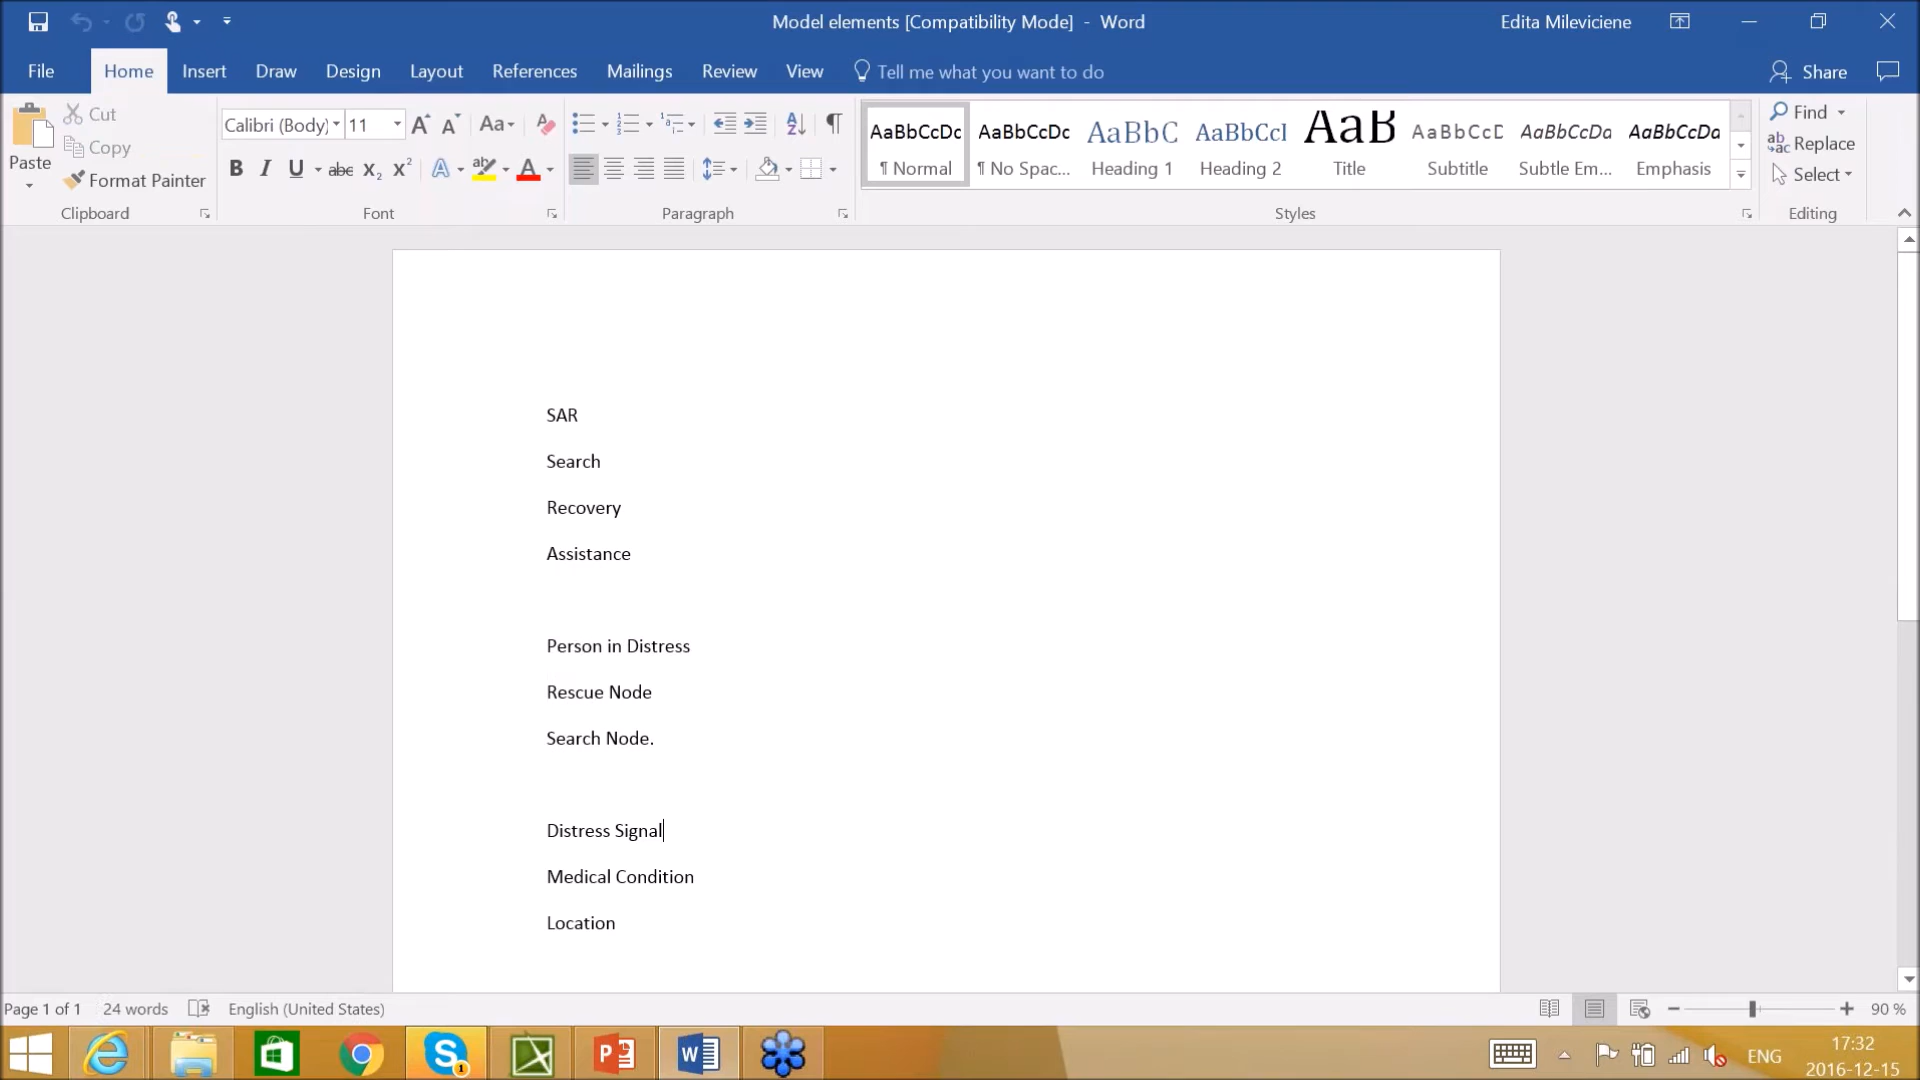 Model elements [Compatibility Mode] - Word
Edita Mileviciene
File Home Insert Draw Design Layout References Mailings Review View Tell me what you want to do
Share
Paste
Cut
Copy
Format Painter
Clipboard
Calibri (Body) 11
Font
Paragraph
AaBbCcDc AaBbCcDc AaBbC AaBbCcI AaB AaBbCcD AaBbCcDa AaBbCcDa
¶ Normal ¶ No Spac... Heading 1 Heading 2 Title Subtitle Subtle Em... Emphasis
Styles
Find
Replace
Select
Editing
SAR
Search
Recovery
Assistance
Person in Distress
Rescue Node
Search Node.
Distress Signal
Medical Condition
Location
Page 1 of 1 24 words English (United States)
90 %
ENG
17:32
2016-12-15